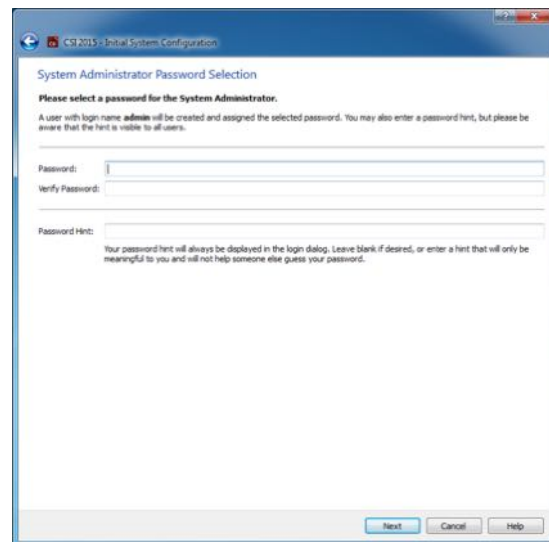 CSI 2015 - Initial System Configuration
System Administrator Password Selection
Please select a password for the System Administrator.
A user with login name admin will be created and assigned the selected password. You may also enter a password hint, but please be
aware that the hint is visible to all users.
Password:
Verify Password:
Password Hint:
Your password hint will always be displayed in the login dialog. Leave blank if desired, or enter a hint that will only be
meaningful to you and will not help someone else guess your password.
Next Cancel Help